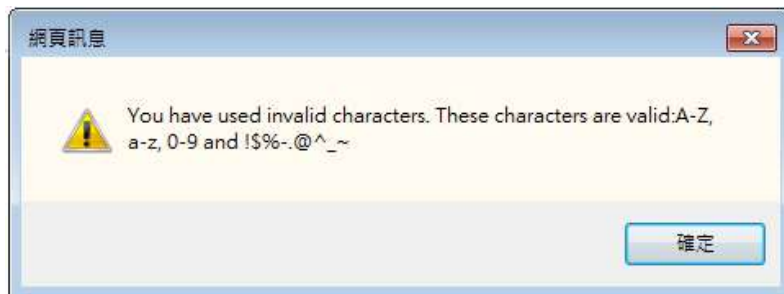 網頁訊息
You have used invalid characters. These characters are valid:A-Z,
a-z, 0-9 and !$%-.@^_~
確定